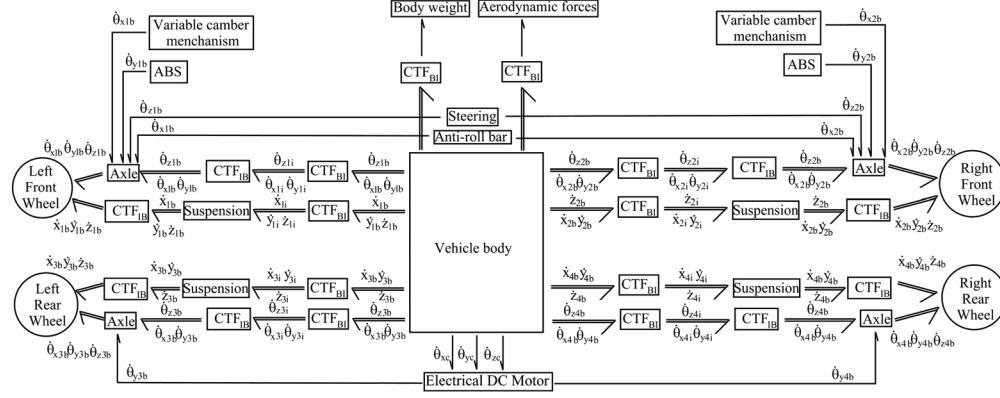 Body weight Aerodynamic forces
θ̇x1b Variable camber menchanism
θ̇y1b ABS
CTFBI CTFBI
Variable camber menchanism θ̇x2b
ABS θ̇y2b
θ̇z1b Steering θ̇z2b
θ̇x1b Anti-roll bar θ̇x2b
θ̇x1b θ̇y1b θ̇z1b
Left Front Wheel
Axle
θ̇z1b
θ̇x1b θ̇y1b
CTFIB
θ̇z1i
θ̇x1i θ̇y1i
CTFBI
θ̇z1b
θ̇x1b θ̇y1b
ẋ1b ẏ1b ż1b
CTFIB
ẋ1b
ẏ1b ż1b
Suspension
ẋ1i
ẏ1i ż1i
CTFBI
ẋ1b
ẏ1b ż1b
Vehicle body
θ̇z2b
θ̇x2b θ̇y2b
CTFBI
θ̇z2i
θ̇x2i θ̇y2i
CTFIB
θ̇z2b
θ̇x2b θ̇y2b
Axle
θ̇x2b θ̇y2b θ̇z2b
Right Front Wheel
ż2b
ẋ2b ẏ2b
CTFBI
ż2i
ẋ2i ẏ2i
Suspension
ż2b
ẋ2b ẏ2b
CTFIB
ẋ2b ẏ2b ż2b
ẋ3b ẏ3b ż3b
Left Rear Wheel
CTFIB
ẋ3b ẏ3b
ż3b
Suspension
ẋ3i ẏ3i
ż3i
CTFBI
ẋ3b ẏ3b
ż3b
Axle
θ̇z3b
θ̇x3b θ̇y3b
CTFIB
θ̇z3i
θ̇x3i θ̇y3i
CTFBI
θ̇z3b
θ̇x3b θ̇y3b
θ̇x3b θ̇y3b θ̇z3b
ẋ4b ẏ4b
ż4b
CTFBI
ẋ4i ẏ4i
ż4i
Suspension
ẋ4b ẏ4b
ż4b
CTFIB
ẋ4b ẏ4b ż4b
Right Rear Wheel
θ̇z4b
θ̇x4b θ̇y4b
CTFBI
θ̇z4i
θ̇x4i θ̇y4i
CTFIB
θ̇z4b
θ̇x4b θ̇y4b
Axle
θ̇x4b θ̇y4b θ̇z4b
θ̇xc θ̇yc θ̇zc
θ̇y3b Electrical DC Motor θ̇y4b